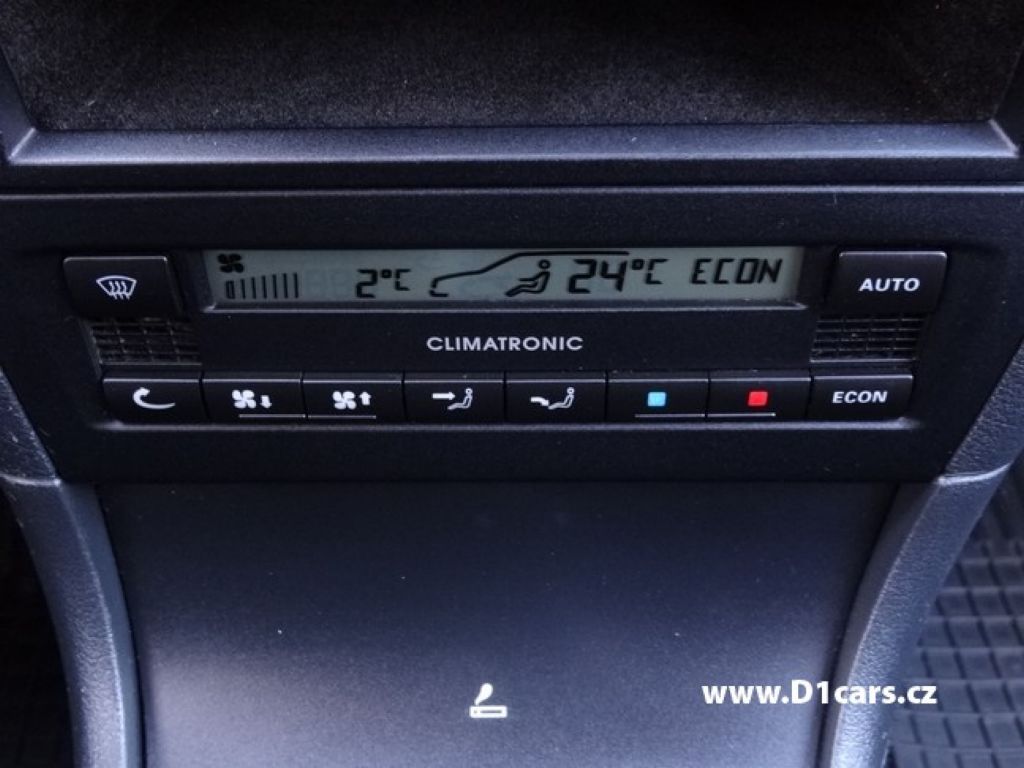 2°C 24°C ECON
AUTO
CLIMATRONIC
ECON
www.D1cars.cz